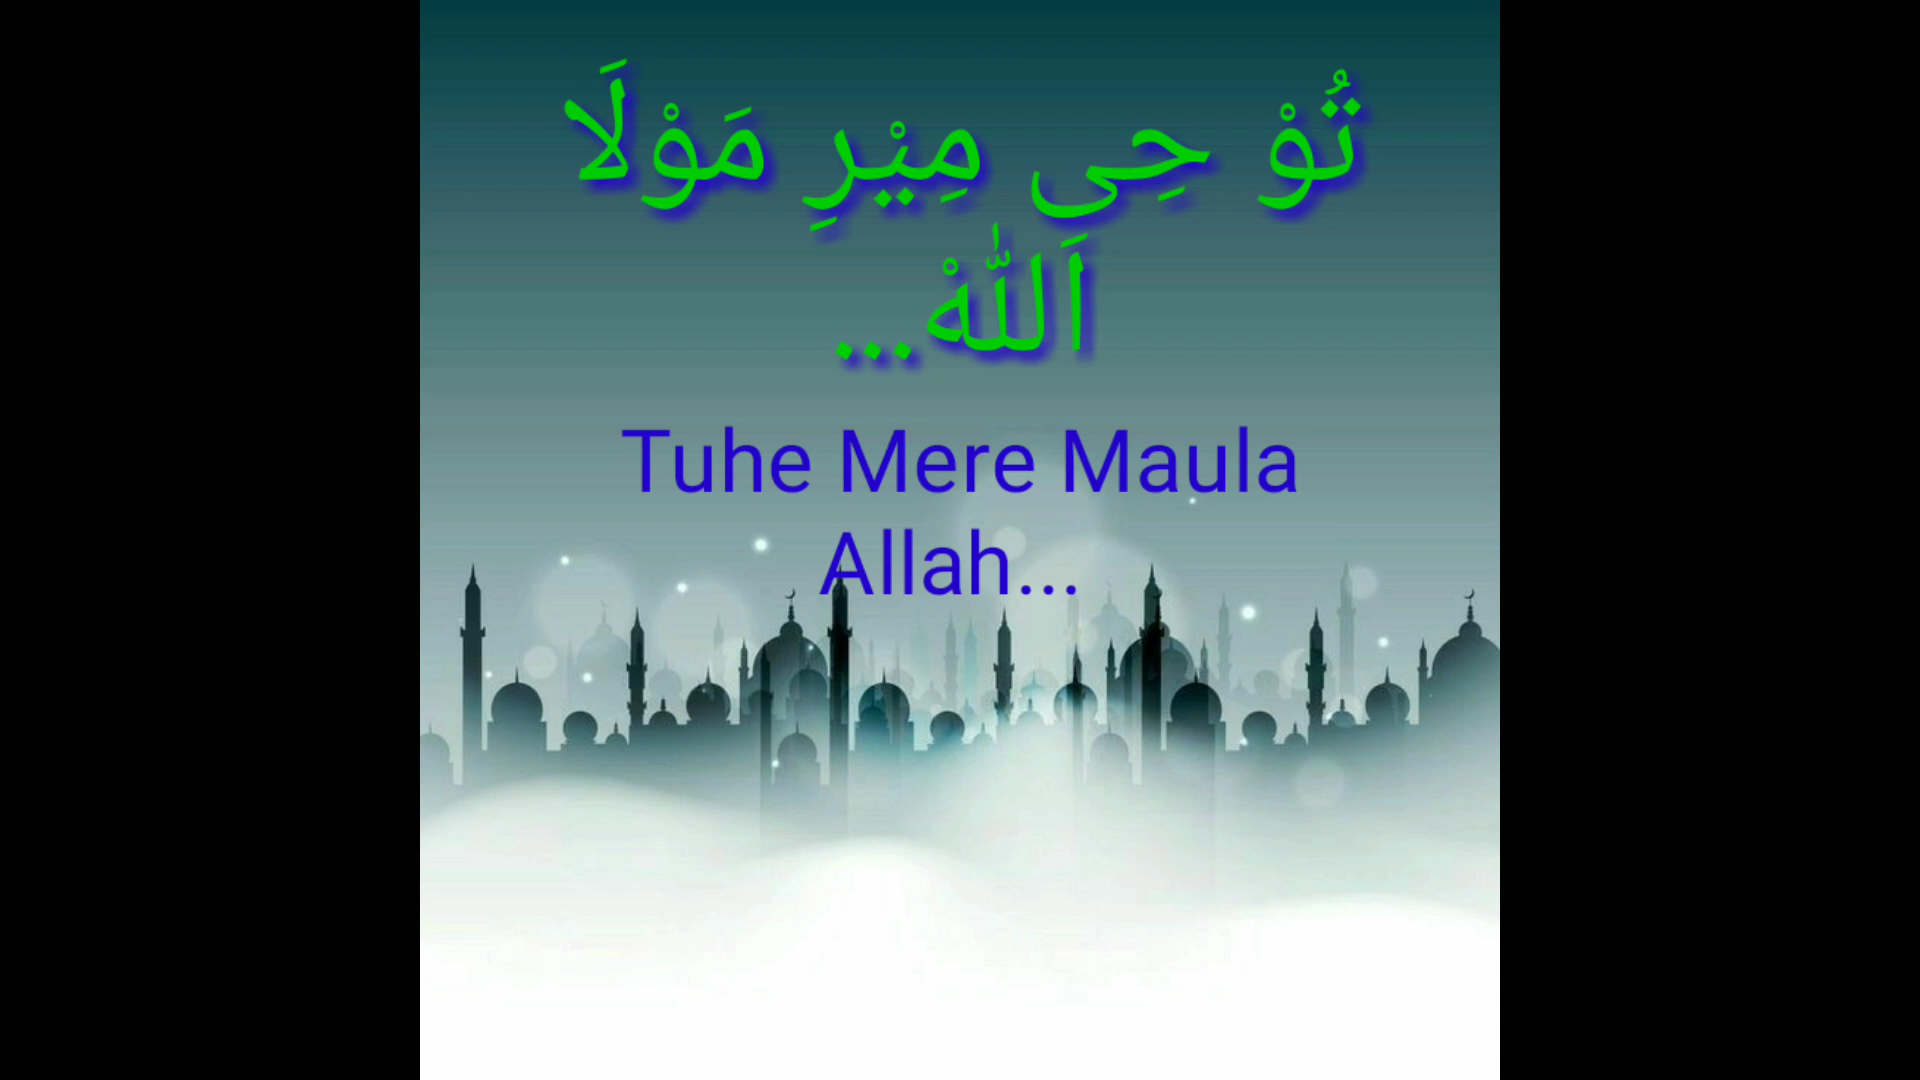 تُوْ حِى مِيْرِ مَوْلَا
اَللّٰهْ...
Tuhe Mere Maula
Allah...